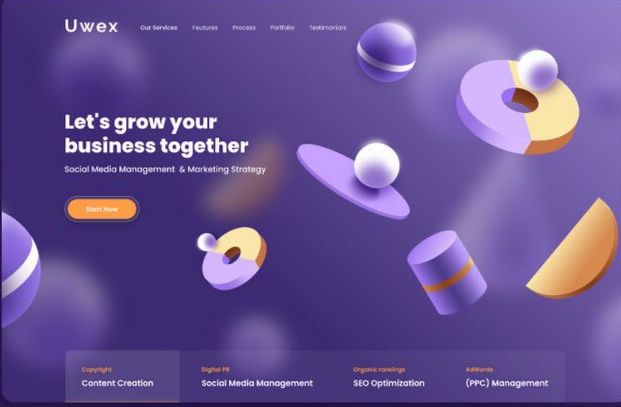 Uwex
Our Services Feutures Process Portfolio Testimonials
Let's grow your
business together
Social Media Management & Marketing Strategy
Start Now
Copyright
Content Creation
Digital PR
Social Media Management
Organic rankings
SEO Optimization
AdWords
(PPC) Management